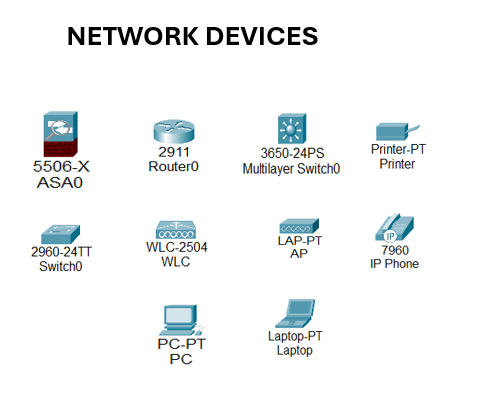 NETWORK DEVICES
5506-X
ASA0
2911
Router0
3650-24PS
Multilayer Switch0
Printer-PT
Printer
2960-24TT
Switch0
WLC-2504
WLC
LAP-PT
AP
IP
7960
IP Phone
PC-PT
PC
Laptop-PT
Laptop